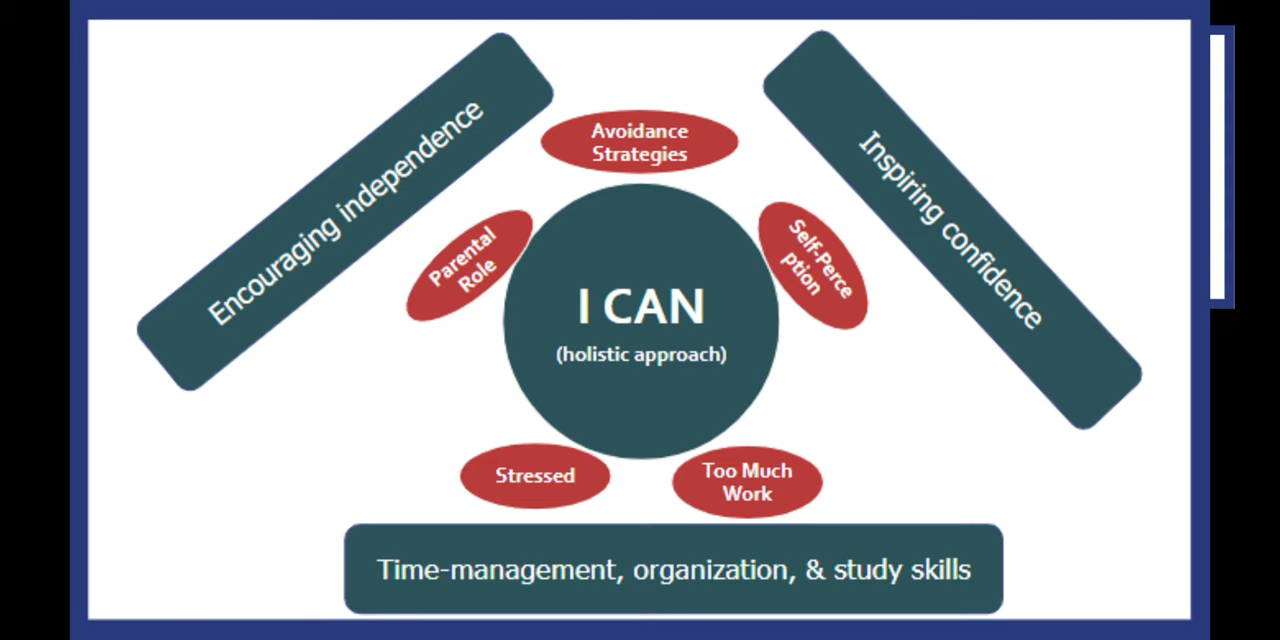 Encouraging independence
Inspiring confidence
Avoidance
Strategies
Parental
Role
Self-Perce
ption
I CAN
(holistic approach)
Stressed
Too Much
Work
Time-management, organization, & study skills